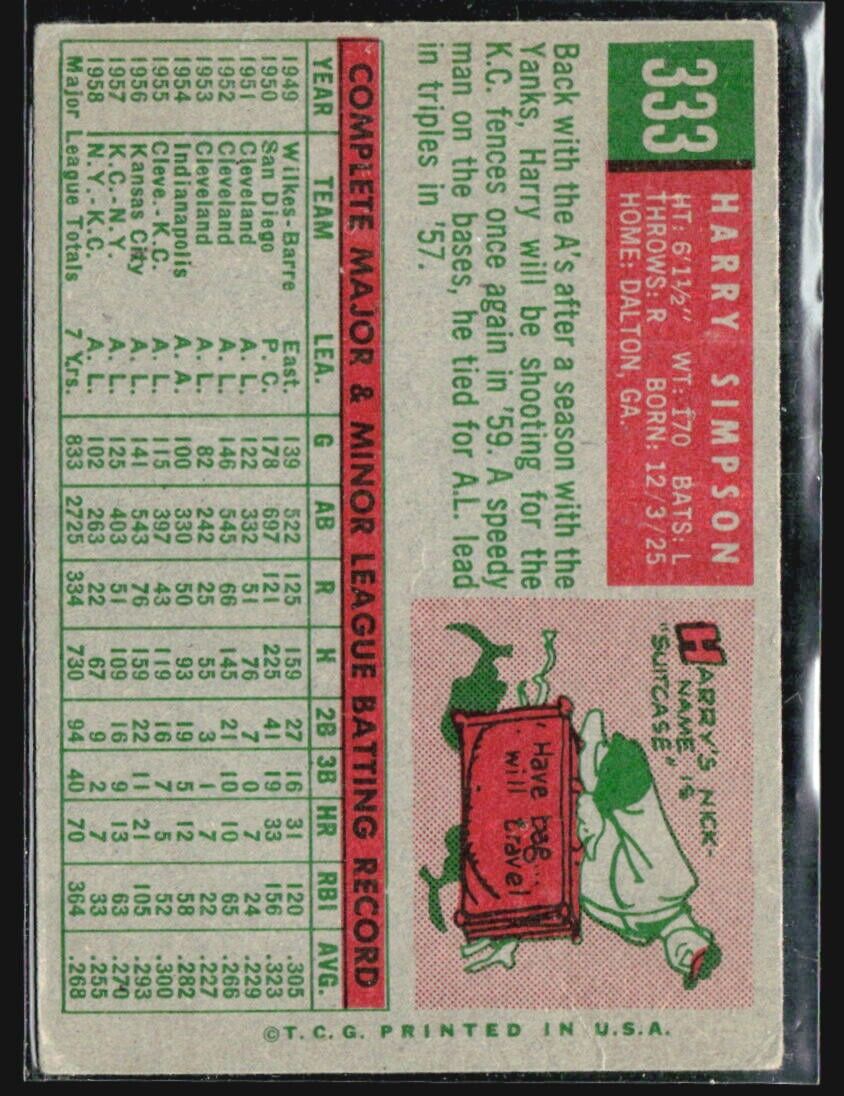 333
HARRY SIMPSON
HT: 6'1½" WT: 170 BATS: L
THROWS: R BORN: 12/3/25
HOME: DALTON, GA.
Back with the A's after a season with the
Yanks, Harry will be shooting for the
K.C. fences once again in '59. A speedy
man on the bases, he tied for A.L. lead
in triples in '57.
HARRY'S NICK-
NAME IS
"SUITCASE"
"Have bag...
will travel
COMPLETE MAJOR & MINOR LEAGUE BATTING RECORD
YEAR TEAM LEA. G AB R H 2B 3B HR RBI AVG.
1949 Wilkes-Barre East. 139 522 125 159 27 16 31 120 .305
1950 San Diego P. C. 178 697 121 225 41 19 33 156 .323
1951 Cleveland A. L. 122 332 51 76 7 0 7 24 .229
1952 Cleveland A. L. 146 545 66 145 21 10 10 65 .266
1953 Cleveland A. L. 82 242 25 55 3 1 7 22 .227
1954 Indianapolis A. A. 100 330 50 93 19 5 12 58 .282
1955 Cleve.-K.C. A. L. 115 397 43 119 16 7 5 52 .300
1956 Kansas City A. L. 141 543 76 159 22 11 21 105 .293
1957 K.C.-N.Y. A. L. 125 403 51 109 16 9 13 63 .270
1958 N.Y.-K.C. A. L. 102 263 22 67 9 2 7 33 .255
Major League Totals 7 Yrs. 833 2725 334 730 94 40 70 364 .268
©T.C.G. PRINTED IN U.S.A.